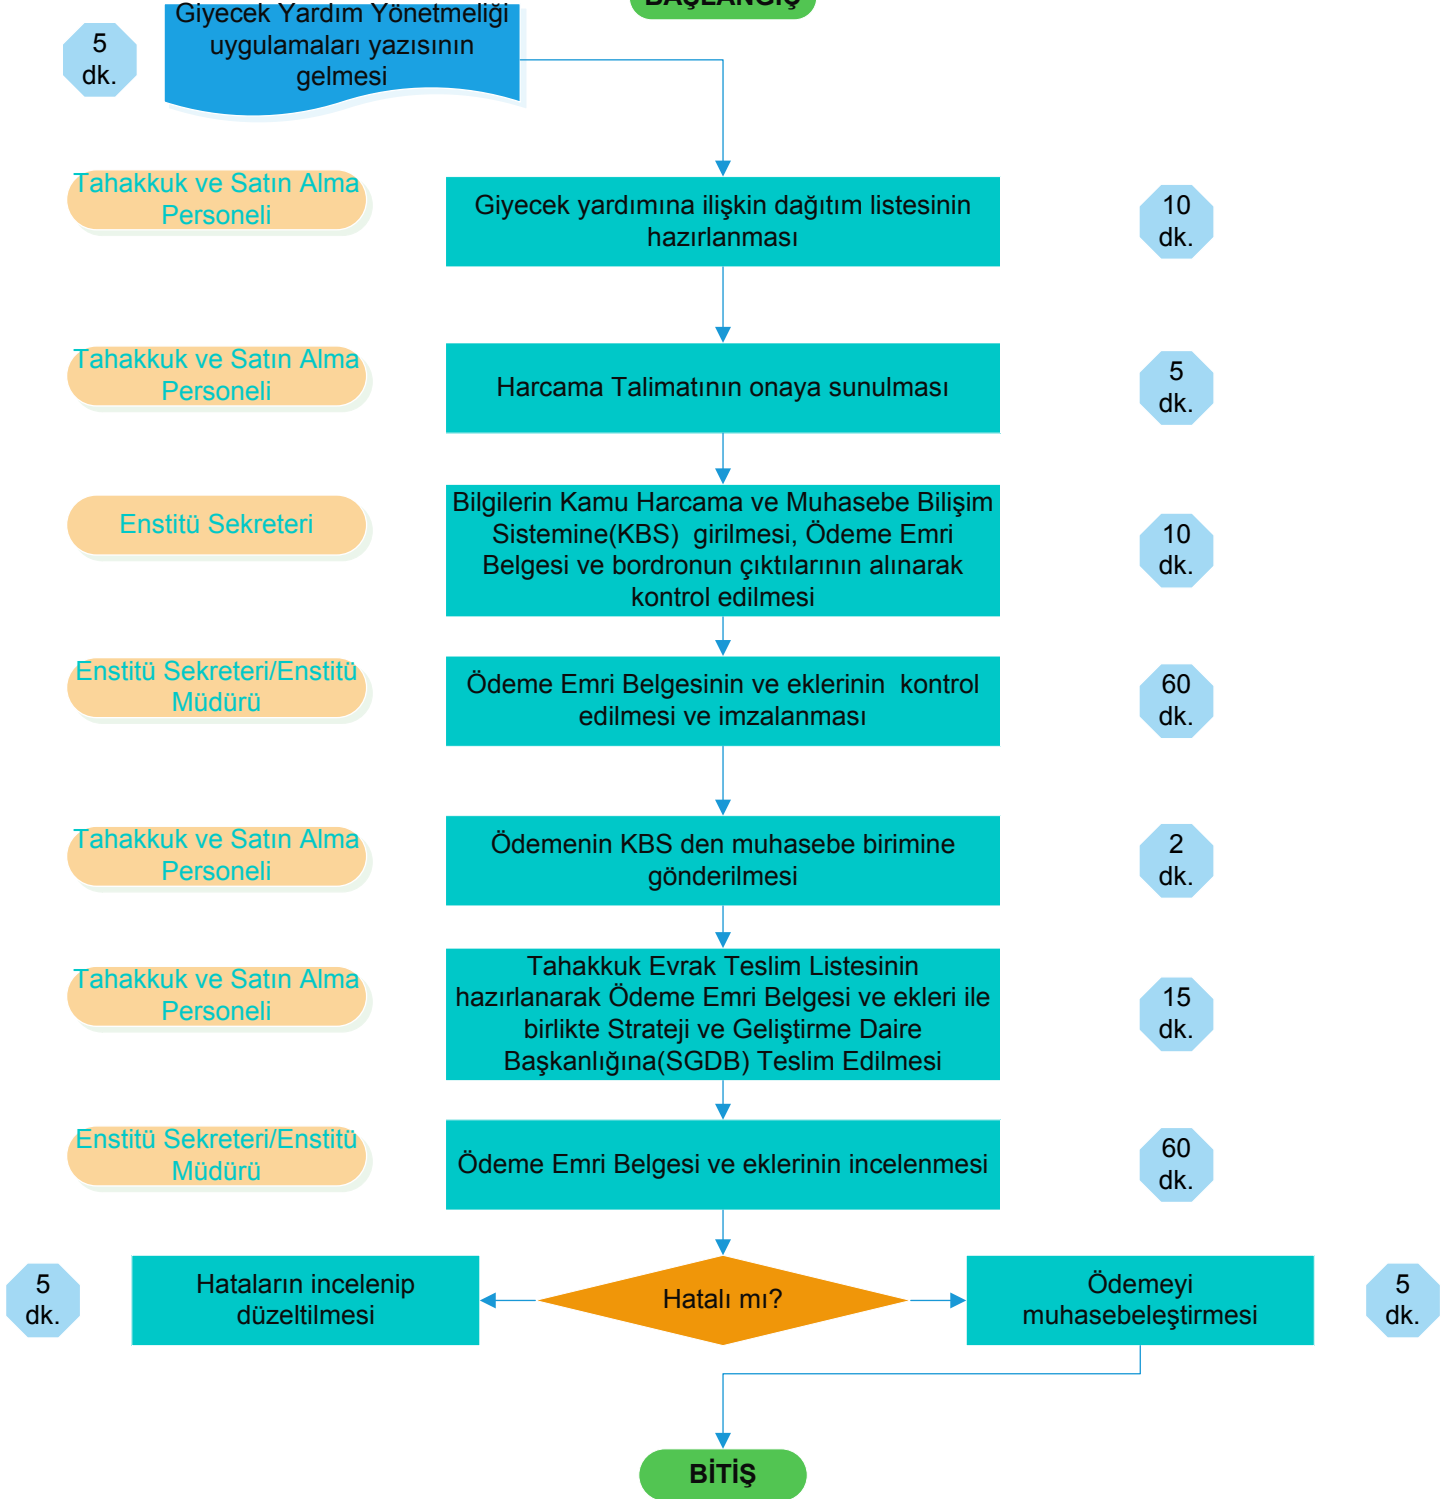 BAŞLANGIÇ
5
dk.
Giyecek Yardım Yönetmeliği
uygulamaları yazısının
gelmesi
Tahakkuk ve Satın Alma
Personeli
Giyecek yardımına ilişkin dağıtım listesinin
hazırlanması
10
dk.
Tahakkuk ve Satın Alma
Personeli
Harcama Talimatının onaya sunulması
5
dk.
Enstitü Sekreteri
Bilgilerin Kamu Harcama ve Muhasebe Bilişim
Sistemine(KBS)  girilmesi, Ödeme Emri
Belgesi ve bordronun çıktılarının alınarak
kontrol edilmesi
10
dk.
Enstitü Sekreteri/Enstitü
Müdürü
Ödeme Emri Belgesinin ve eklerinin  kontrol
edilmesi ve imzalanması
60
dk.
Tahakkuk ve Satın Alma
Personeli
Ödemenin KBS den muhasebe birimine
gönderilmesi
2
dk.
Tahakkuk ve Satın Alma
Personeli
Tahakkuk Evrak Teslim Listesinin
hazırlanarak Ödeme Emri Belgesi ve ekleri ile
birlikte Strateji ve Geliştirme Daire
Başkanlığına(SGDB) Teslim Edilmesi
15
dk.
Enstitü Sekreteri/Enstitü
Müdürü
Ödeme Emri Belgesi ve eklerinin incelenmesi
60
dk.
5
dk.
Hataların incelenip
düzeltilmesi
Hatalı mı?
Ödemeyi
muhasebeleştirmesi
5
dk.
BİTİŞ